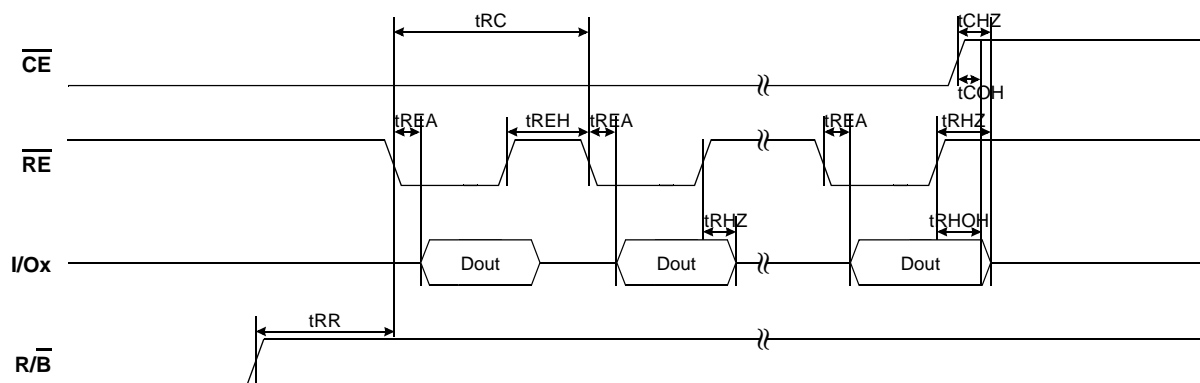 tRC
tCHZ
CE
tCOH
tREA
tREH
tREA
tREA
tRHZ
RE
tRHZ
tRHOH
I/Ox
Dout
Dout
Dout
tRR
R/B